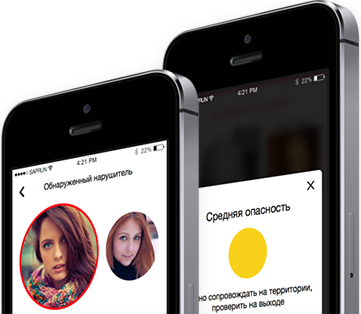 SAPRUN 4:21 PM 22%
Обнаруженный нарушитель
PRUN 4:21 PM 22%
Средняя опасность
но сопровождать на территории,
проверить на выходе